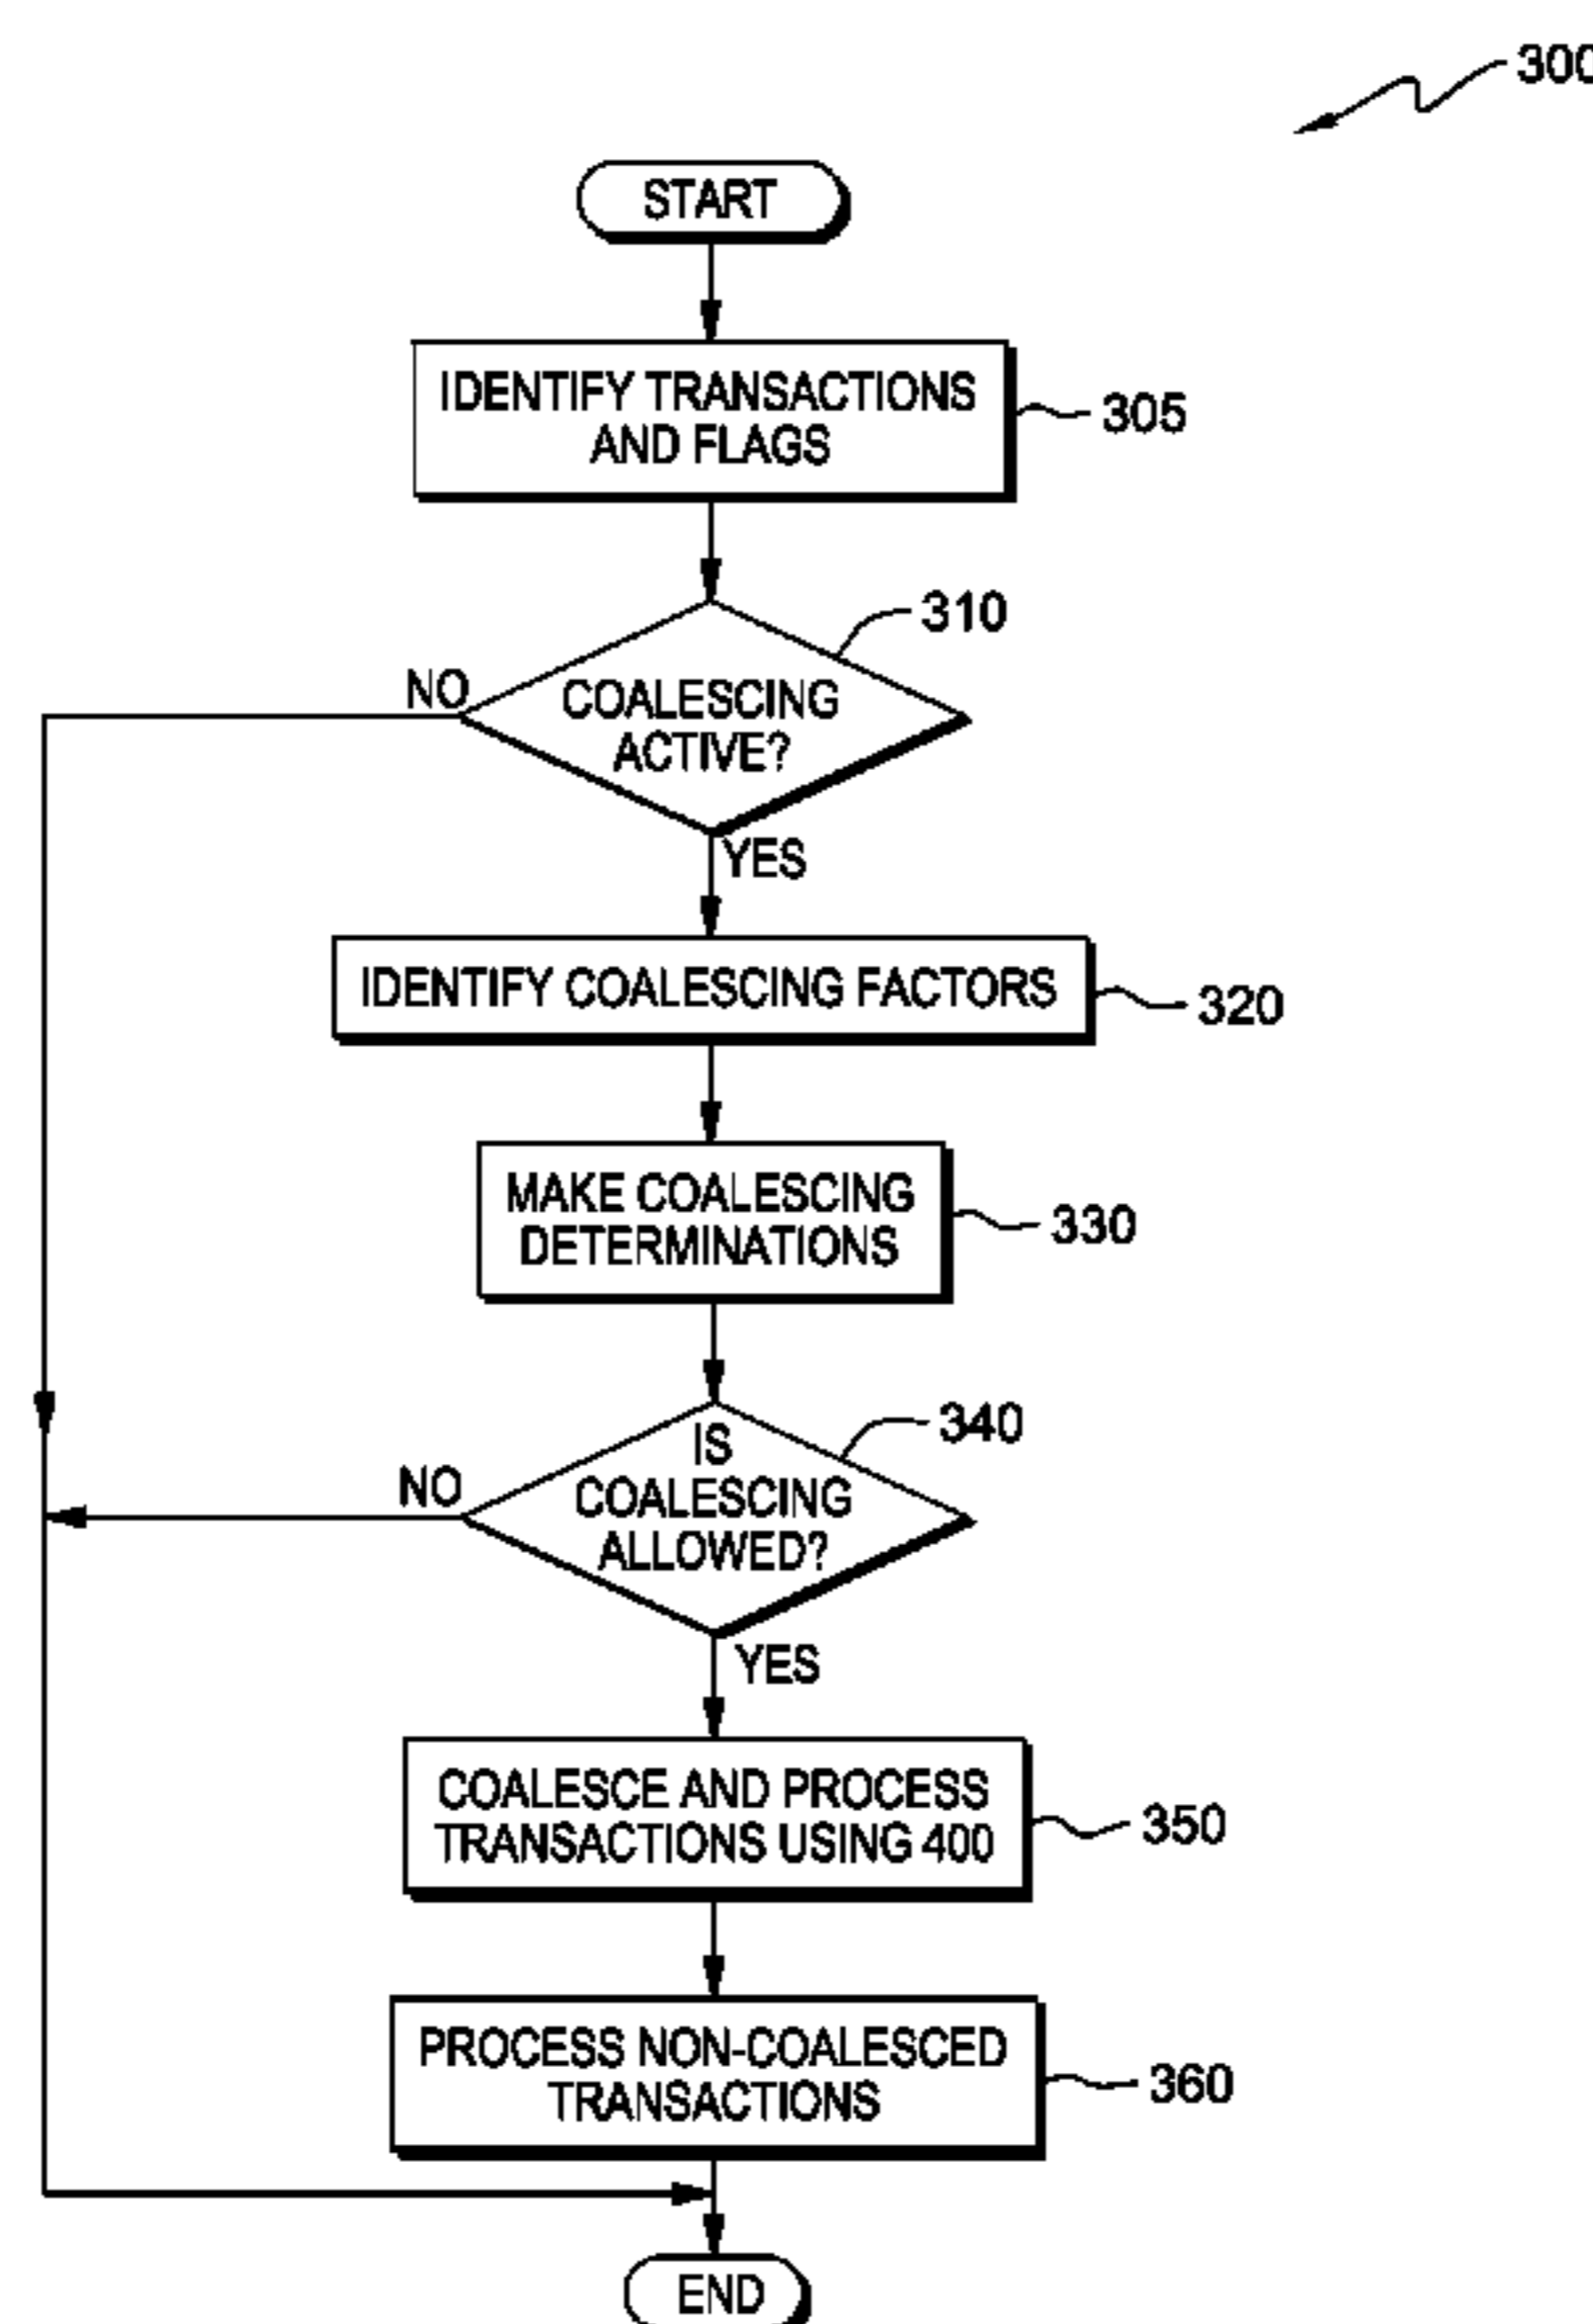 300
START
IDENTIFY TRANSACTIONS
AND FLAGS
305
310
NO
COALESCING
ACTIVE?
YES
IDENTIFY COALESCING FACTORS
320
MAKE COALESCING
DETERMINATIONS
330
340
IS
NO
COALESCING
ALLOWED?
YES
COALESCE AND PROCESS
TRANSACTIONS USING 400
350
PROCESS NON-COALESCED
TRANSACTIONS
360
END